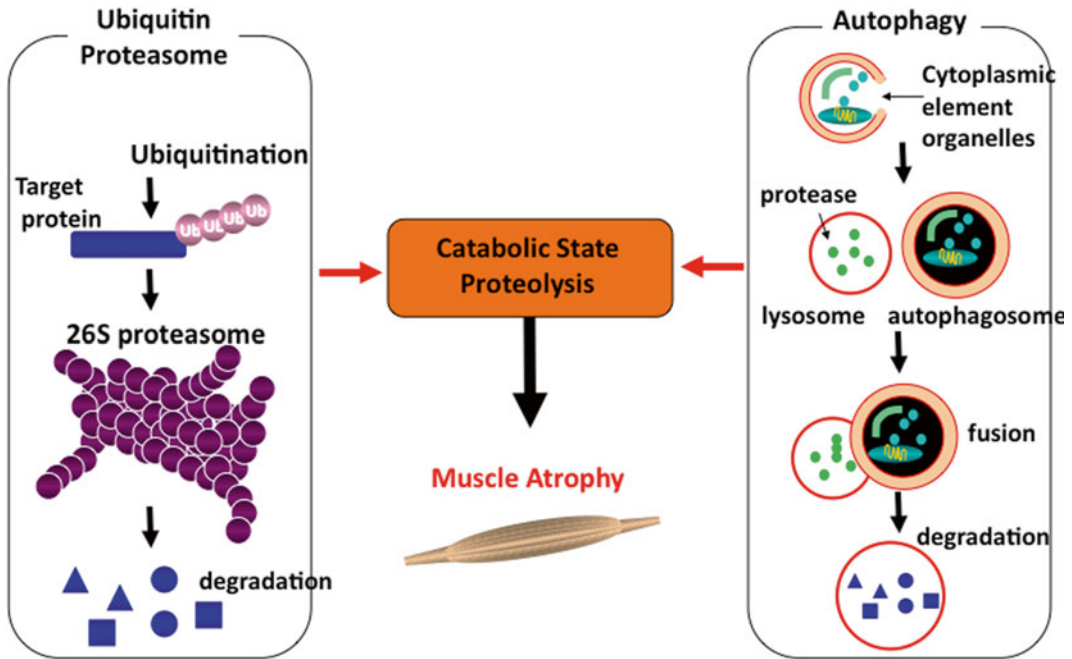 Ubiquitin
Proteasome
Ubiquitination
Target
protein
Ub Ub Ub Ub
26S proteasome
degradation
Catabolic State
Proteolysis
Muscle Atrophy
Autophagy
Cytoplasmic
element
organelles
protease
lysosome autophagosome
fusion
degradation